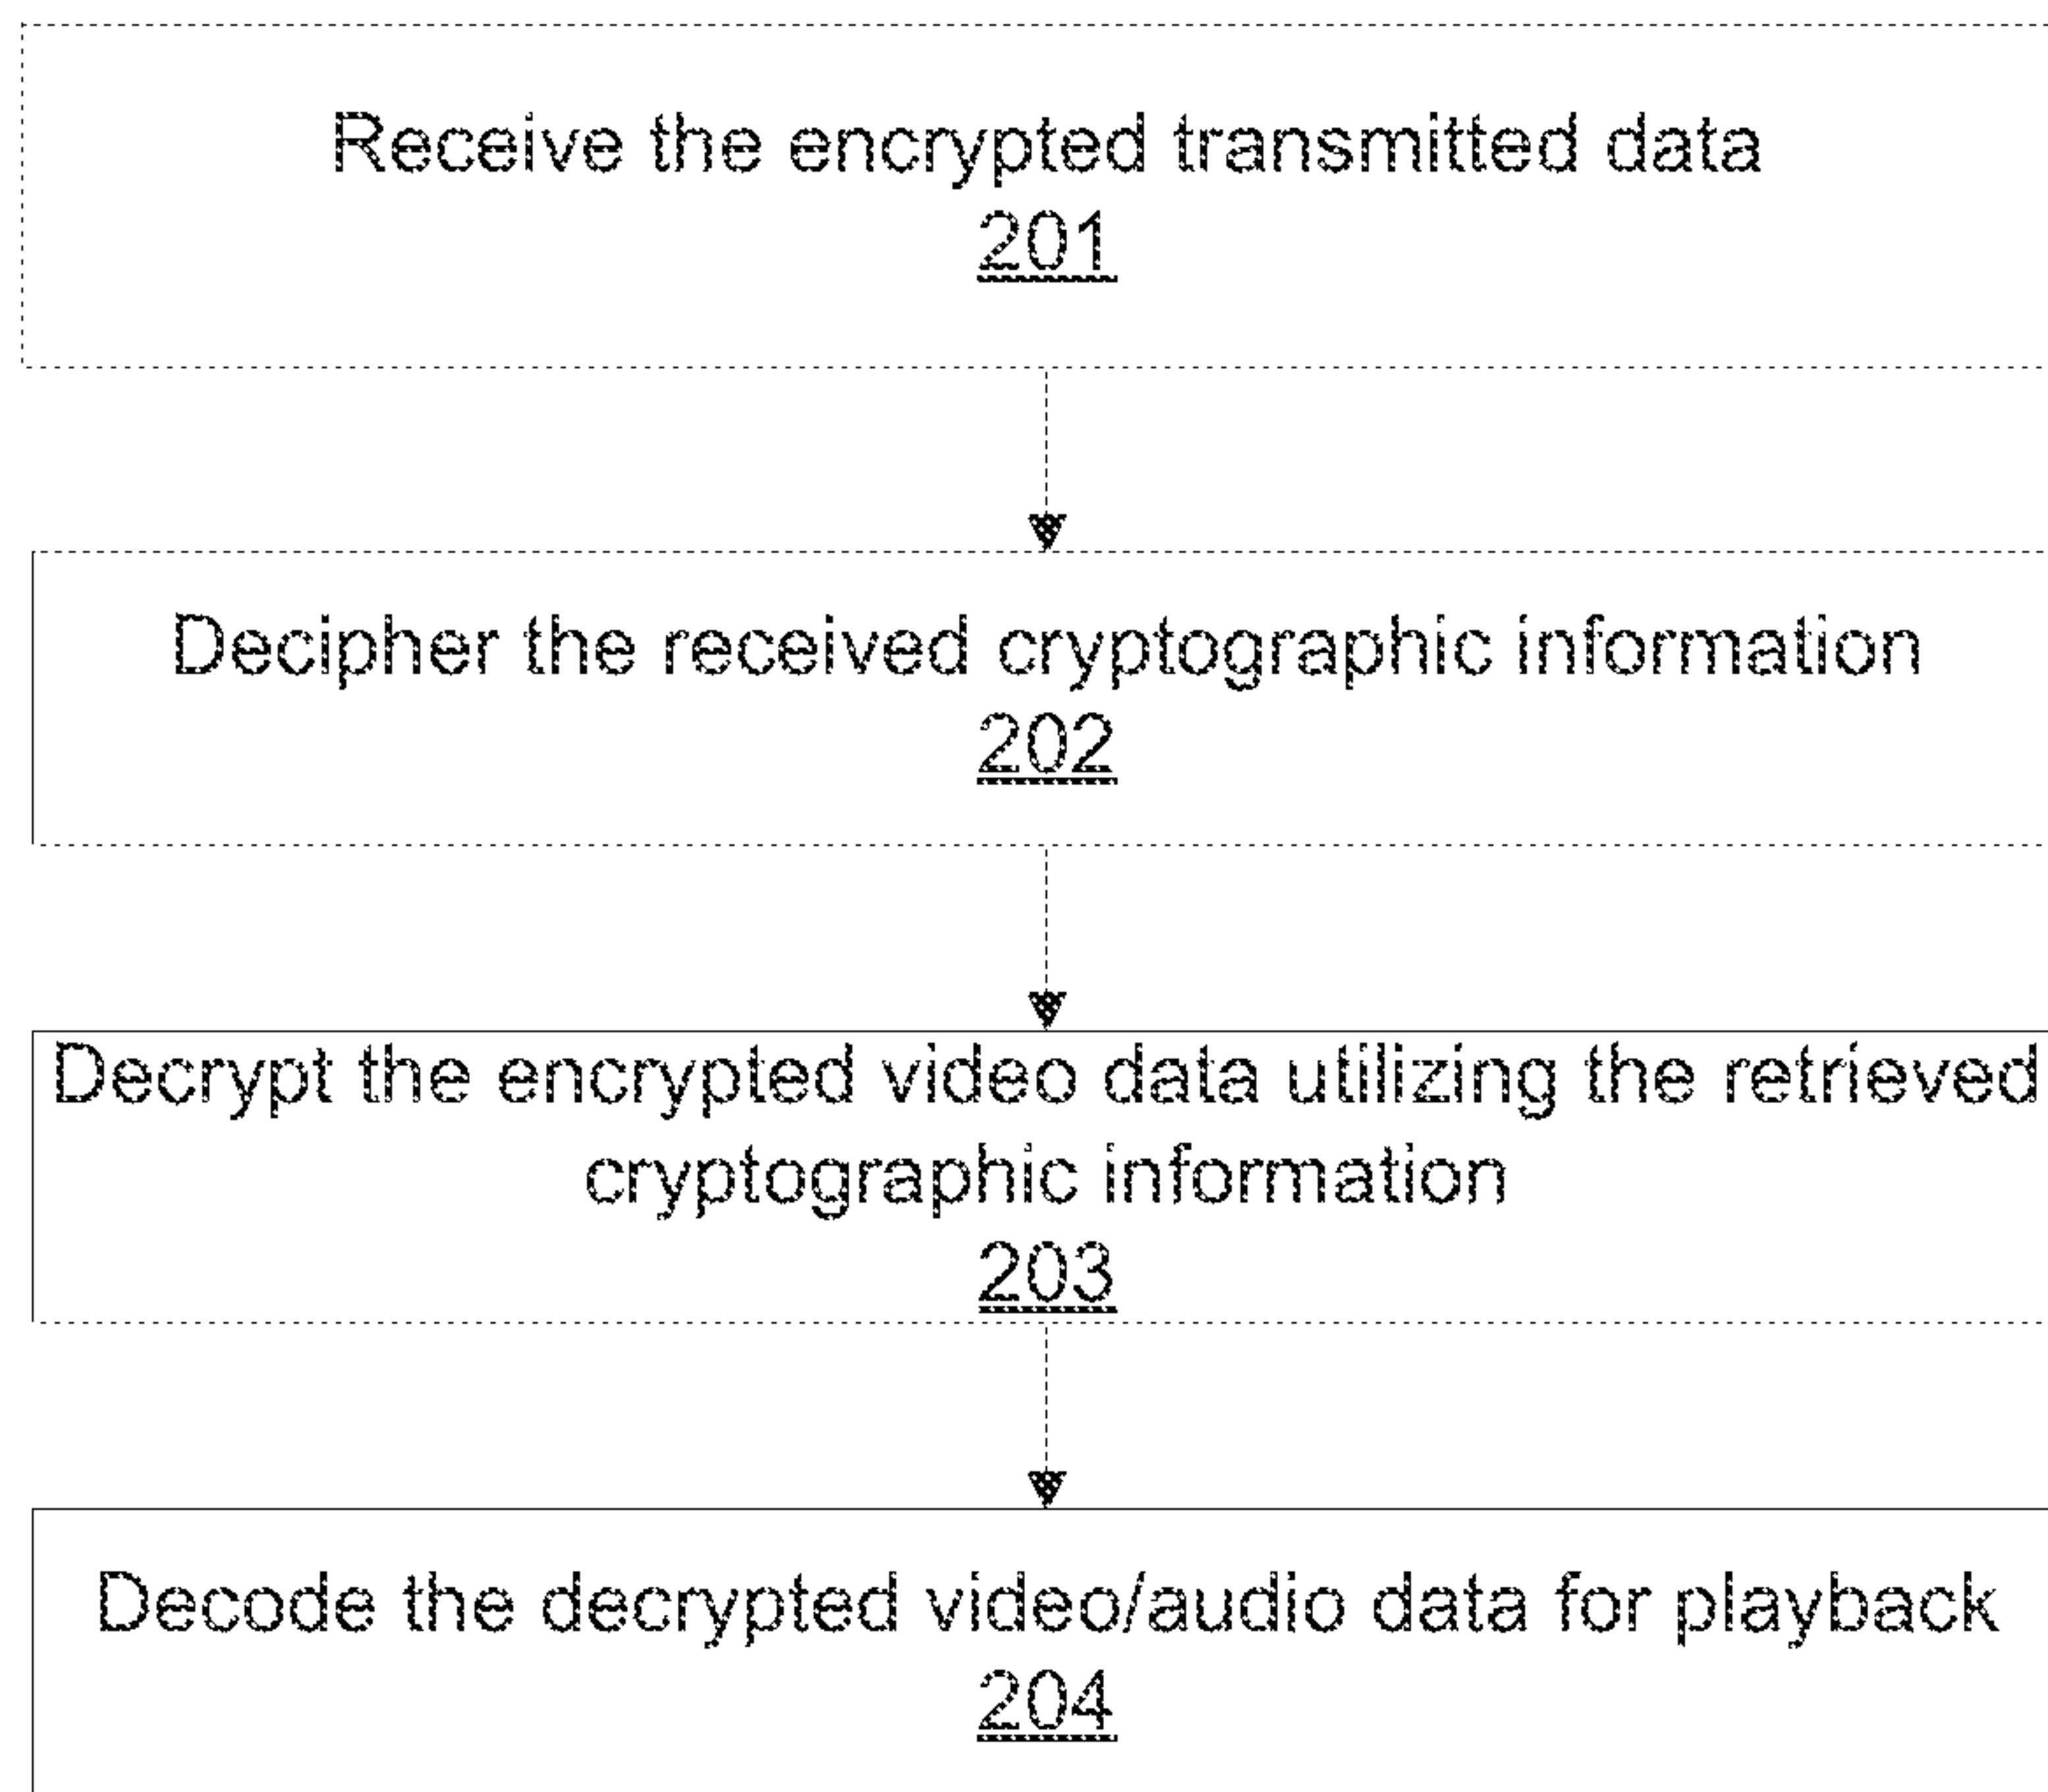 Receive the encrypted transmitted data
201
Decipher the received cryptographic information
202
Decrypt the encrypted video data utilizing the retrieved
cryptographic information
203
Decode the decrypted video/audio data for playback
204